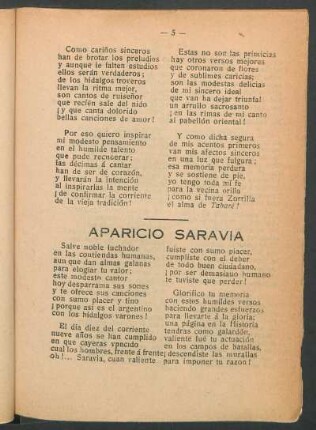 — 5 —
Como cariños sinceros
han de brotar los preludios
y aunque le falten estudios
ellos serán verdaderos;
de los hidalgos troveros
llevan la ritma mejor,
son cantos de ruiseñor
que recién sale del nido
¡y que canta dolorido
bellas canciones de amor!
Por eso quiero inspirar
mi modesto pensamiento
en el humilde talento
que pude recuerar;
las décimas á cantar
han de ser de corazón,
y llevarán la intención
al inspirarlas la mente
¡de confirmar la corriente
de la vieja tradición!
Estas no son las primicias
hay otros versos mejores
que coronaron de flores
y de sublimes caricias;
son las modestas delicias
de mi sincero ideal
que van ha dejar triunfal
un arrullo sacrosanto
¡en las rimas de mi canto
al pabellón oriental!
Y como dicha segura
de mis acentos primeros
van mis afectos sinceros
en una luz que fulgura;
esa memoria perdura
y se sostiene de pie,
yo tengo toda mi fe
para la vecina orilla
¡como si fuera Zorrilla
el alma de Tabaré!
APARICIO SARAVIA
Salve noble luchador
en las contiendas humanas,
aun que dan almas galanas
para elogiar tu valor;
este modesto cantor
hoy desparrama sus sones
y te ofrece sus canciones
con sumo placer y fino
¡porque así es el argentino
con los hidalgos varones!
El día diez del corriente
nueve años se han cumplido
en que cayeras vencido
cual los hombres, frente á frente;
oh!... Saravia, cuan valiente
fuiste con sumo placer,
cumpliste con el deber
de todo buen ciudadano,
¡por ser demasiado humano
te tuviste que perder!
Glorifico tu memoria
con estos humildes versos
haciendo grandes esfuerzos
para llevarte á la gloria;
una página en la Historia
tendras como galardón,
valiente fué tu actuación
en los campos de batallas,
descendiste las murallas
para imponer tu razón!